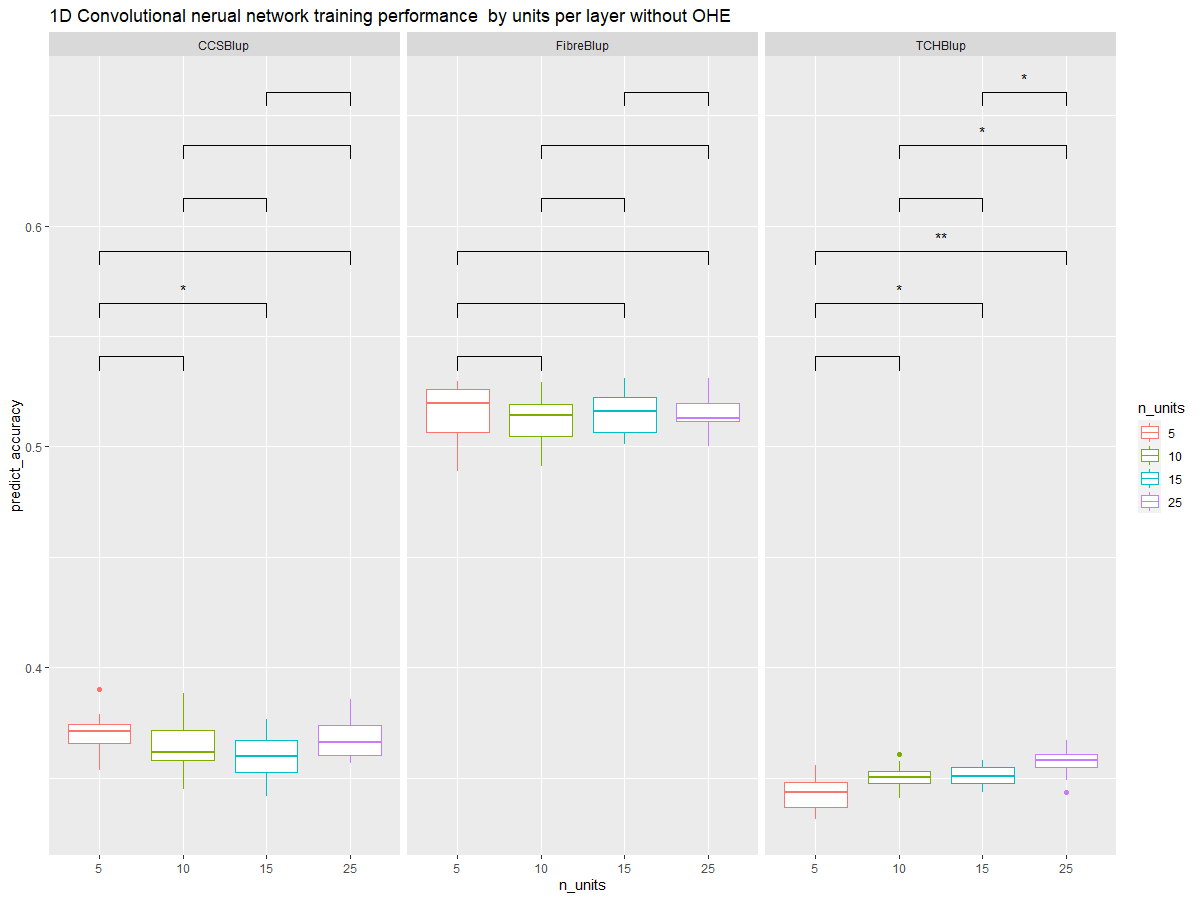 1D Convolutional nerual network training performance  by units per layer without OHE
CCSBlup
FibreBlup
TCHBlup
*
*
**
*
*
0.6
0.5
0.4
predict_accuracy
5 10 15 25
5 10 15 25
5 10 15 25
n_units
n_units
5
10
15
25